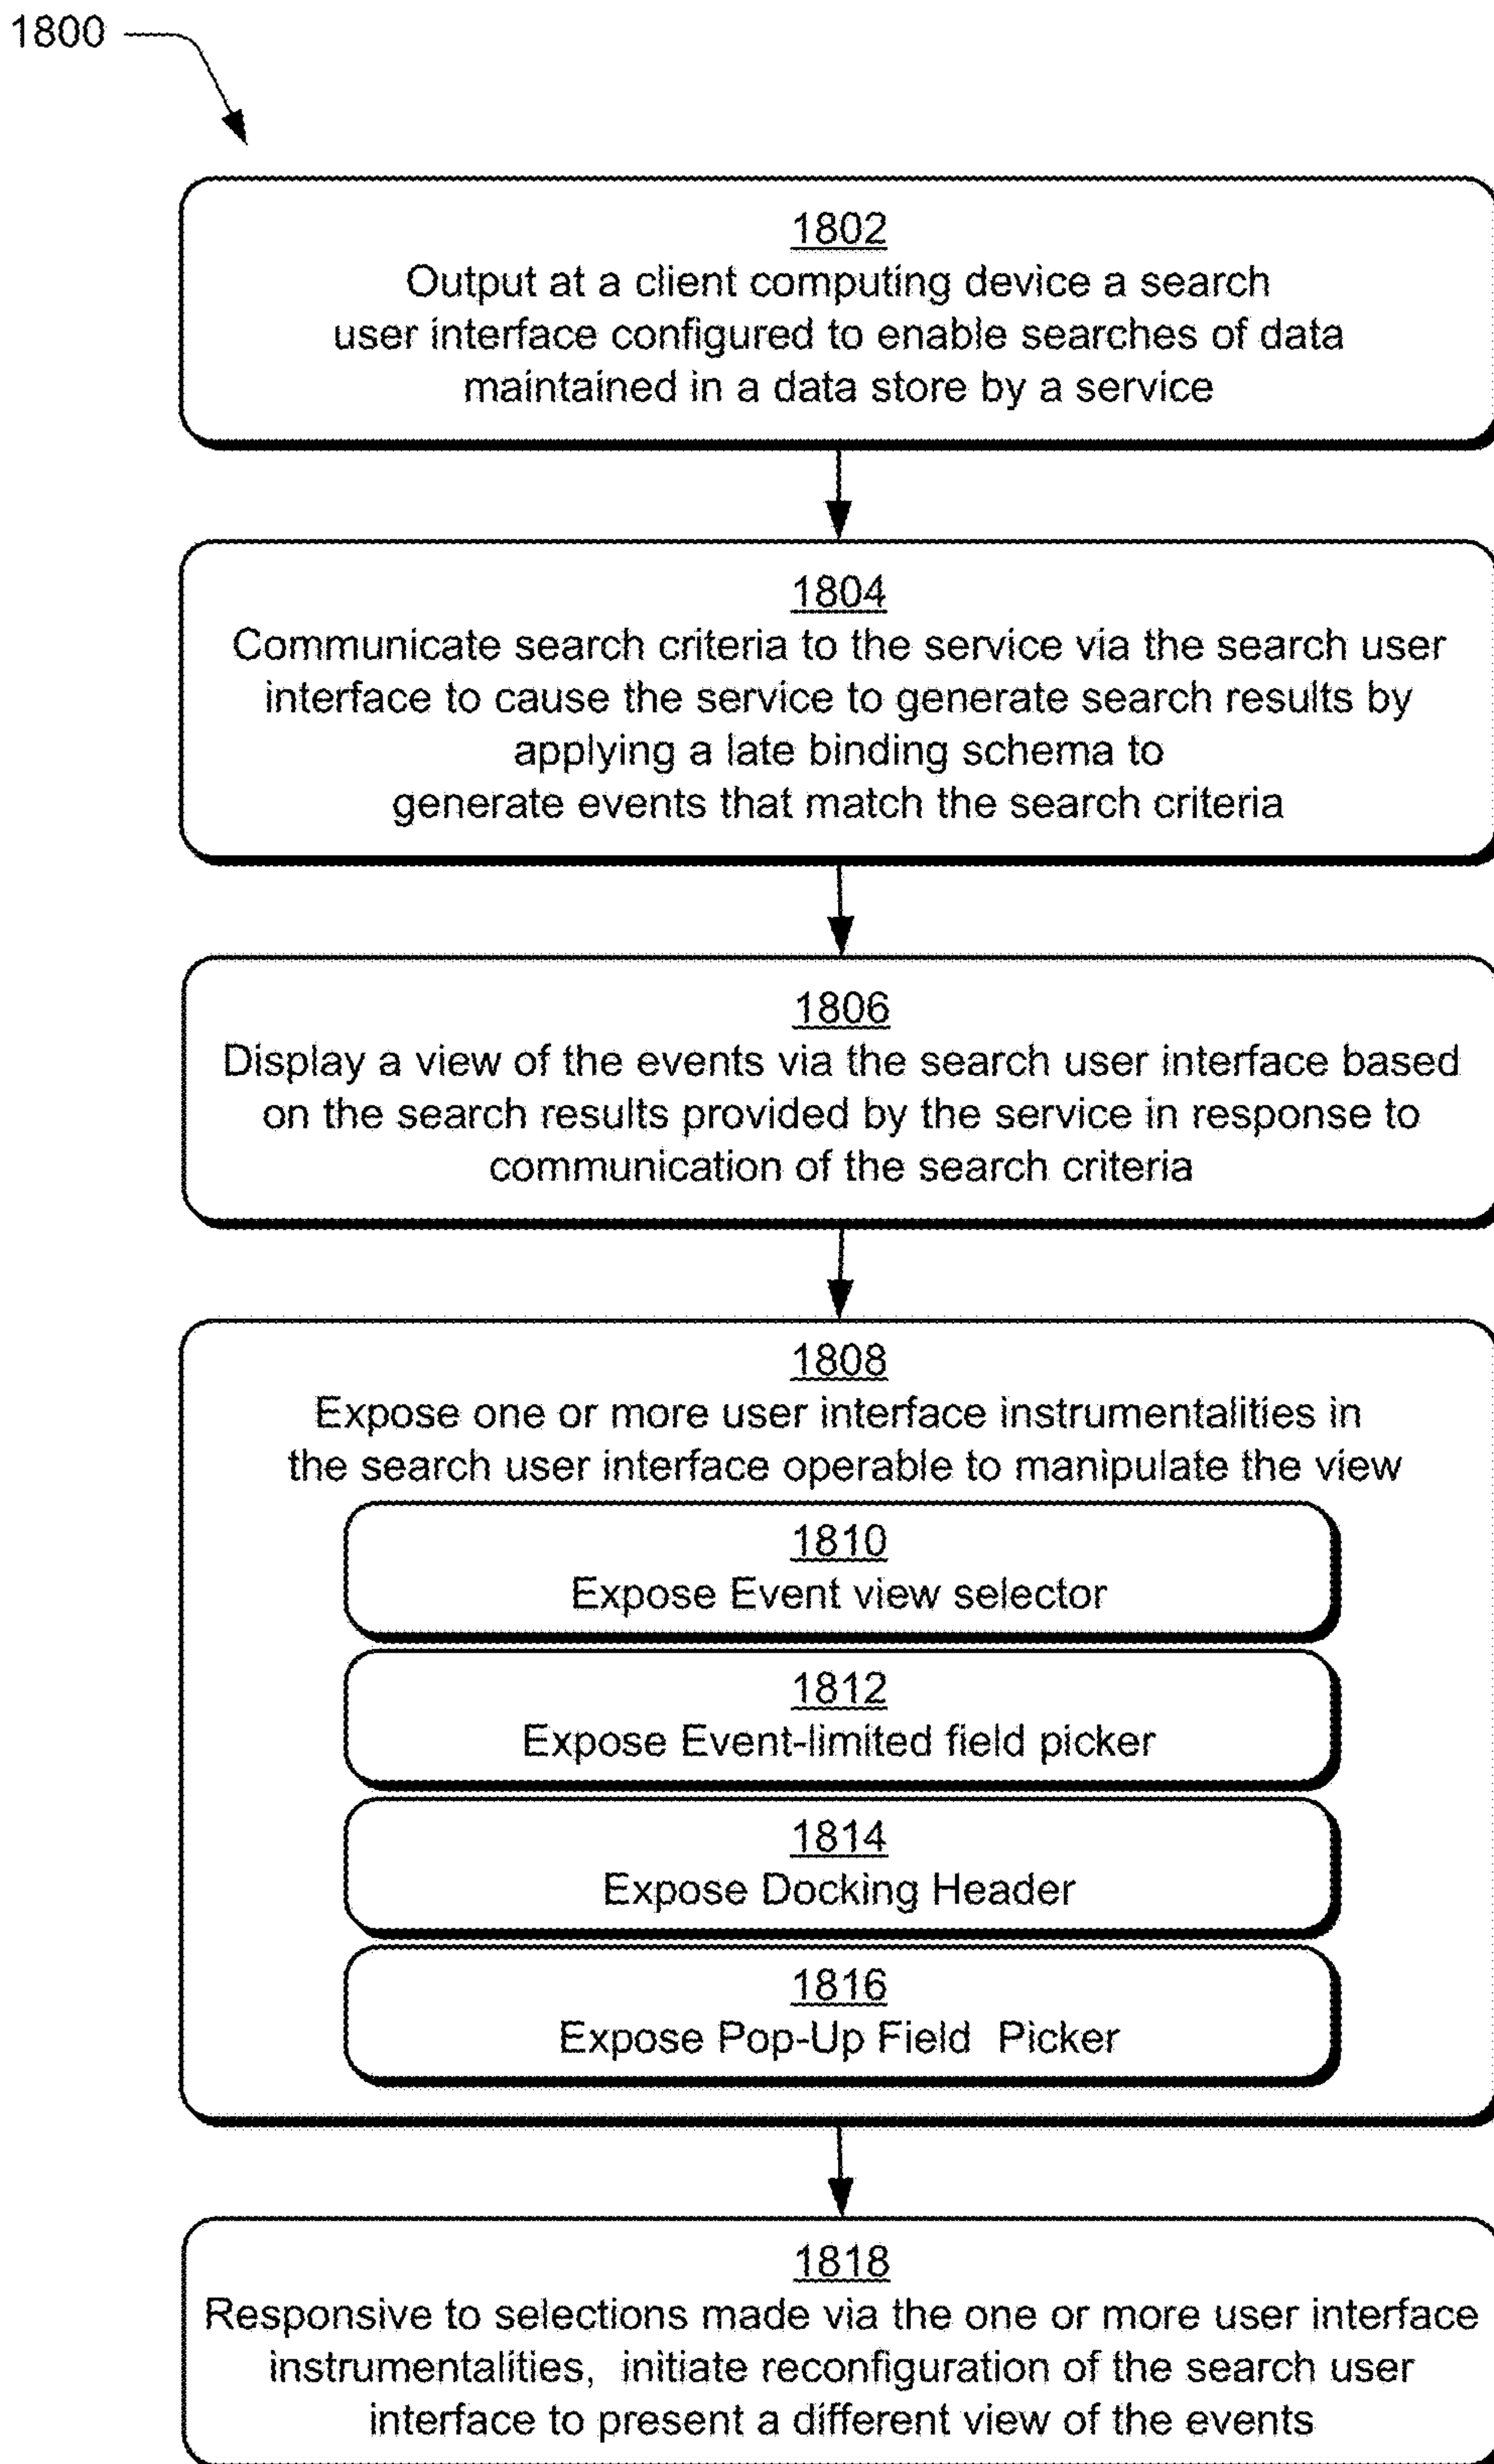 1800
1802
Output at a client computing device a search
user interface configured to enable searches of data
maintained in a data store by a service
1804
Communicate search criteria to the service via the search user
interface to cause the service to generate search results by
applying a late binding schema to
generate events that match the search criteria
1806
Display a view of the events via the search user interface based
on the search results provided by the service in response to
communication of the search criteria
1808
Expose one or more user interface instrumentalities in
the search user interface operable to manipulate the view
1810
Expose Event view selector
1812
Expose Event-limited field picker
1814
Expose Docking Header
1816
Expose Pop-Up Field  Picker
1818
Responsive to selections made via the one or more user interface
instrumentalities,  initiate reconfiguration of the search user
interface to present a different view of the events